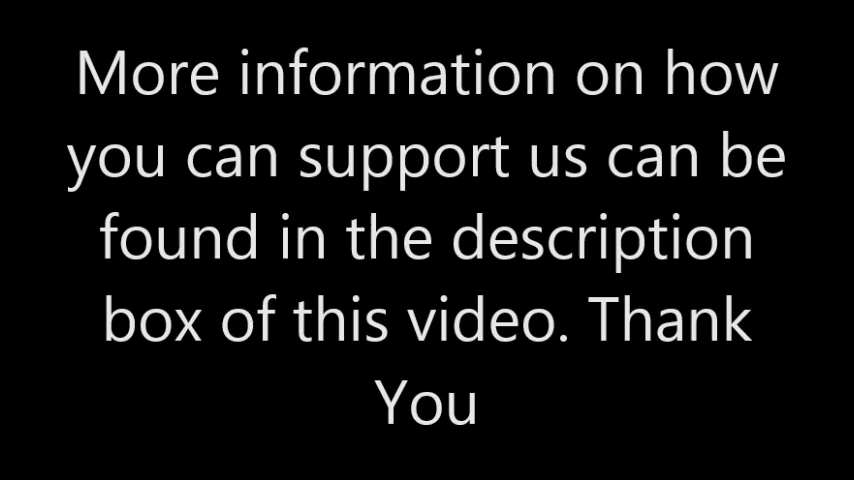 More information on how
you can support us can be
found in the description
box of this video. Thank
You